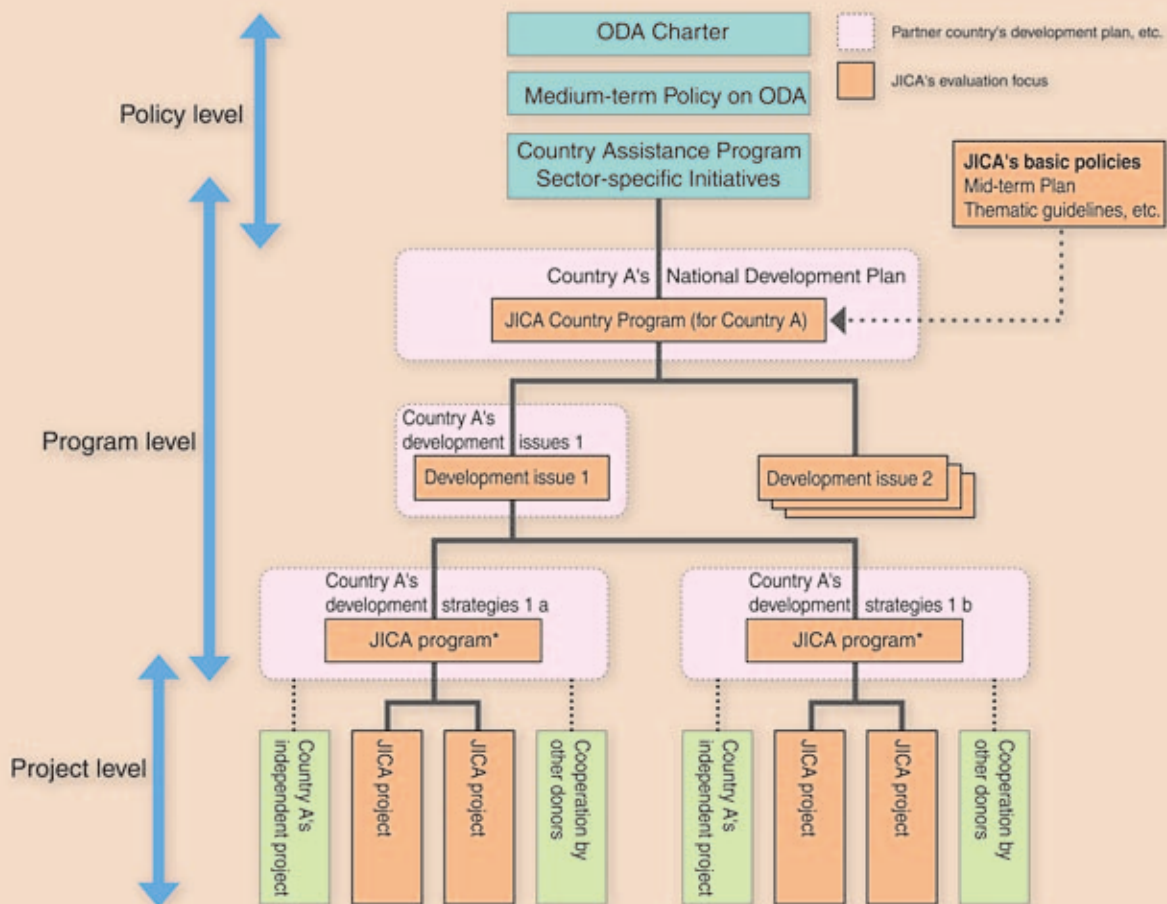 ODA Charter
Partner country's development plan, etc.
JICA's evaluation focus
Medium-term Policy on ODA
Policy level
Country Assistance Program
Sector-specific Initiatives
JICA's basic policies
Mid-term Plan
Thematic guidelines, etc.
Country A's National Development Plan
JICA Country Program (for Country A)
Program level
Country A's
development issues 1
Development issue 1
Development issue 2
Country A's
development strategies 1 a
JICA program*
Country A's
development strategies 1 b
JICA program*
Project level
Country A's
independent project
JICA project
JICA project
Cooperation by
other donors
Country A's
independent project
JICA project
JICA project
Cooperation by
other donors